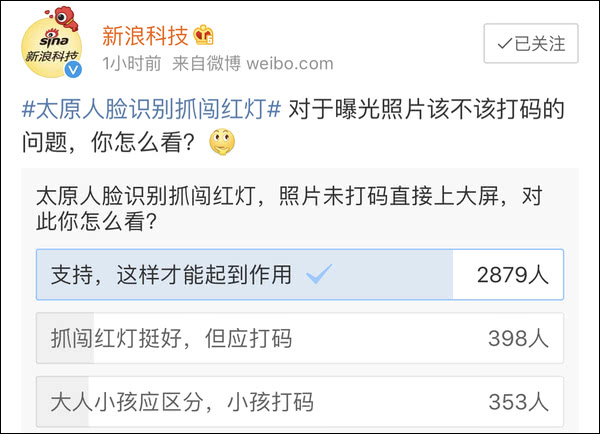 sina
新浪科技
新浪科技
已关注
1小时前 来自微博 weibo.com
#太原人脸识别抓闯红灯# 对于曝光照片该不该打码的
问题，你怎么看？
太原人脸识别抓闯红灯，照片未打码直接上大屏，对
此你怎么看？
支持，这样才能起到作用 2879人
抓闯红灯挺好，但应打码 398人
大人小孩应区分，小孩打码 353人